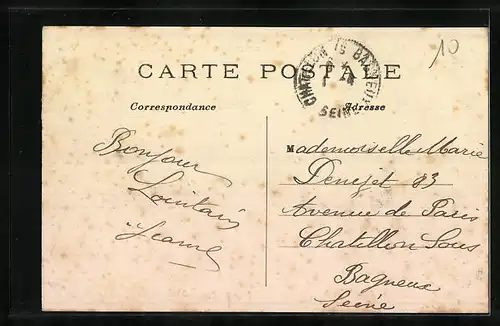 10
CARTE POSTALE
CHATILLON S BAGNEUX
SEINE
Correspondance
Adresse
Bonjour
Lointain
Jeanne
Mademoiselle Marie
83
Avenue de Paris
Chatillon Sous
Bagneux
Seine